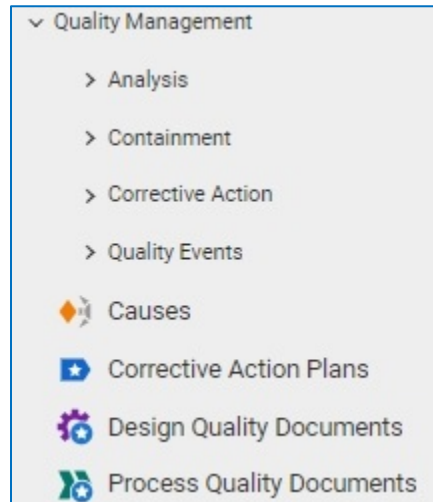 Quality Management
Analysis
Containment
Corrective Action
Quality Events
Causes
Corrective Action Plans
Design Quality Documents
Process Quality Documents